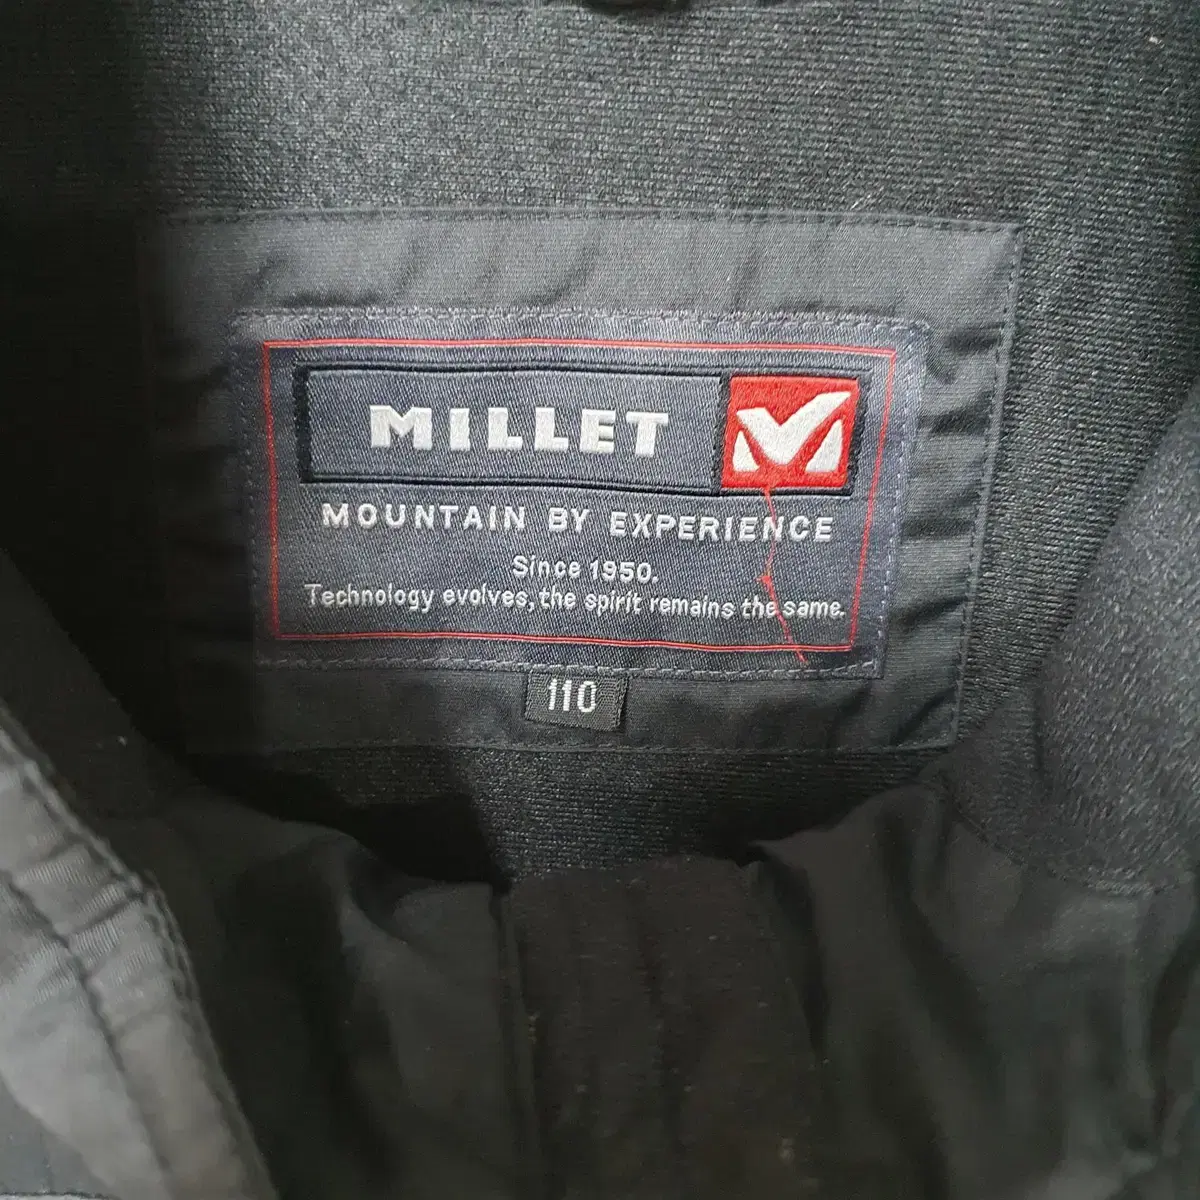 MILLET
MOUNTAIN BY EXPERIENCE
Since 1950.
Technology evolves, the spirit remains the same.
110